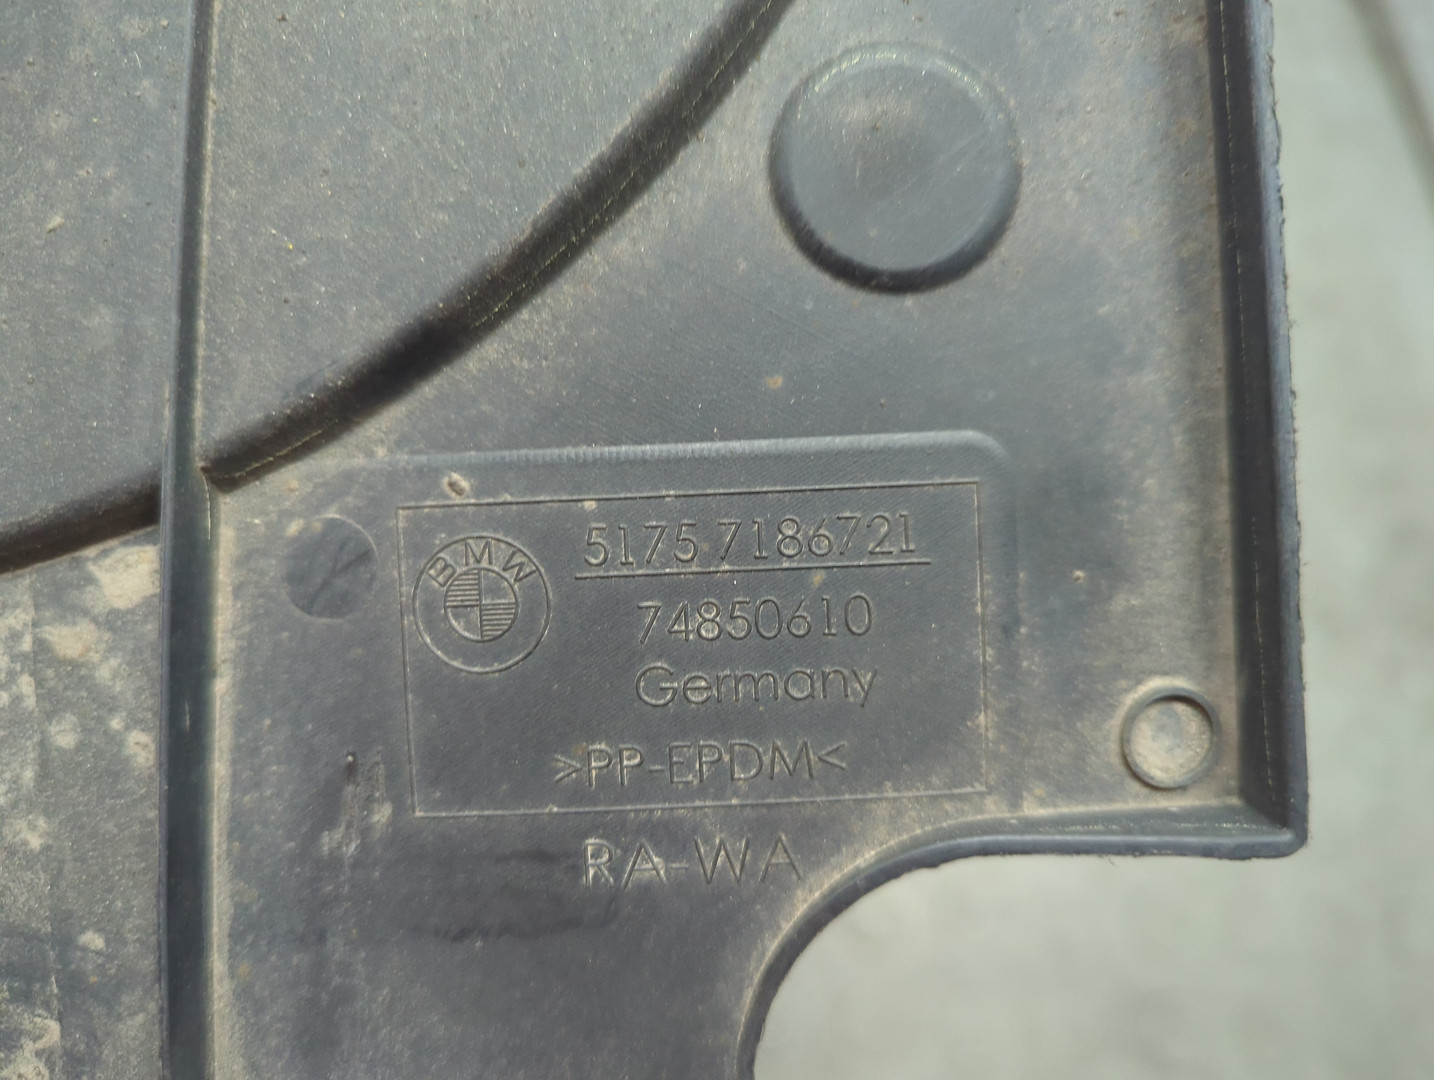 BMW
5175 7186721
74850610
Germany
>PP-EPDM<
RA-WA